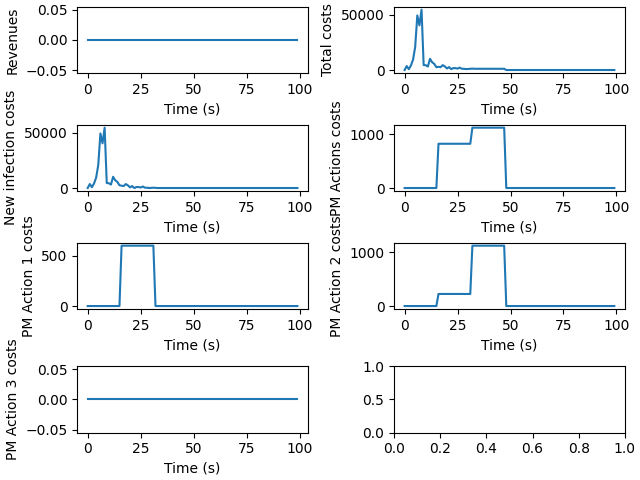 Revenues
0.05
0.00
−0.05
0 25 50 75 100
Time (s)
Total costs
50000
0
0 25 50 75 100
Time (s)
New infection costs
50000
0
0 25 50 75 100
Time (s)
PM Actions costs
1000
0
0 25 50 75 100
Time (s)
PM Action 1 costs
500
0
0 25 50 75 100
Time (s)
PM Action 2 costs
1000
0
0 25 50 75 100
Time (s)
PM Action 3 costs
0.05
0.00
−0.05
0 25 50 75 100
Time (s)
1.0
0.5
0.0
0.0 0.2 0.4 0.6 0.8 1.0